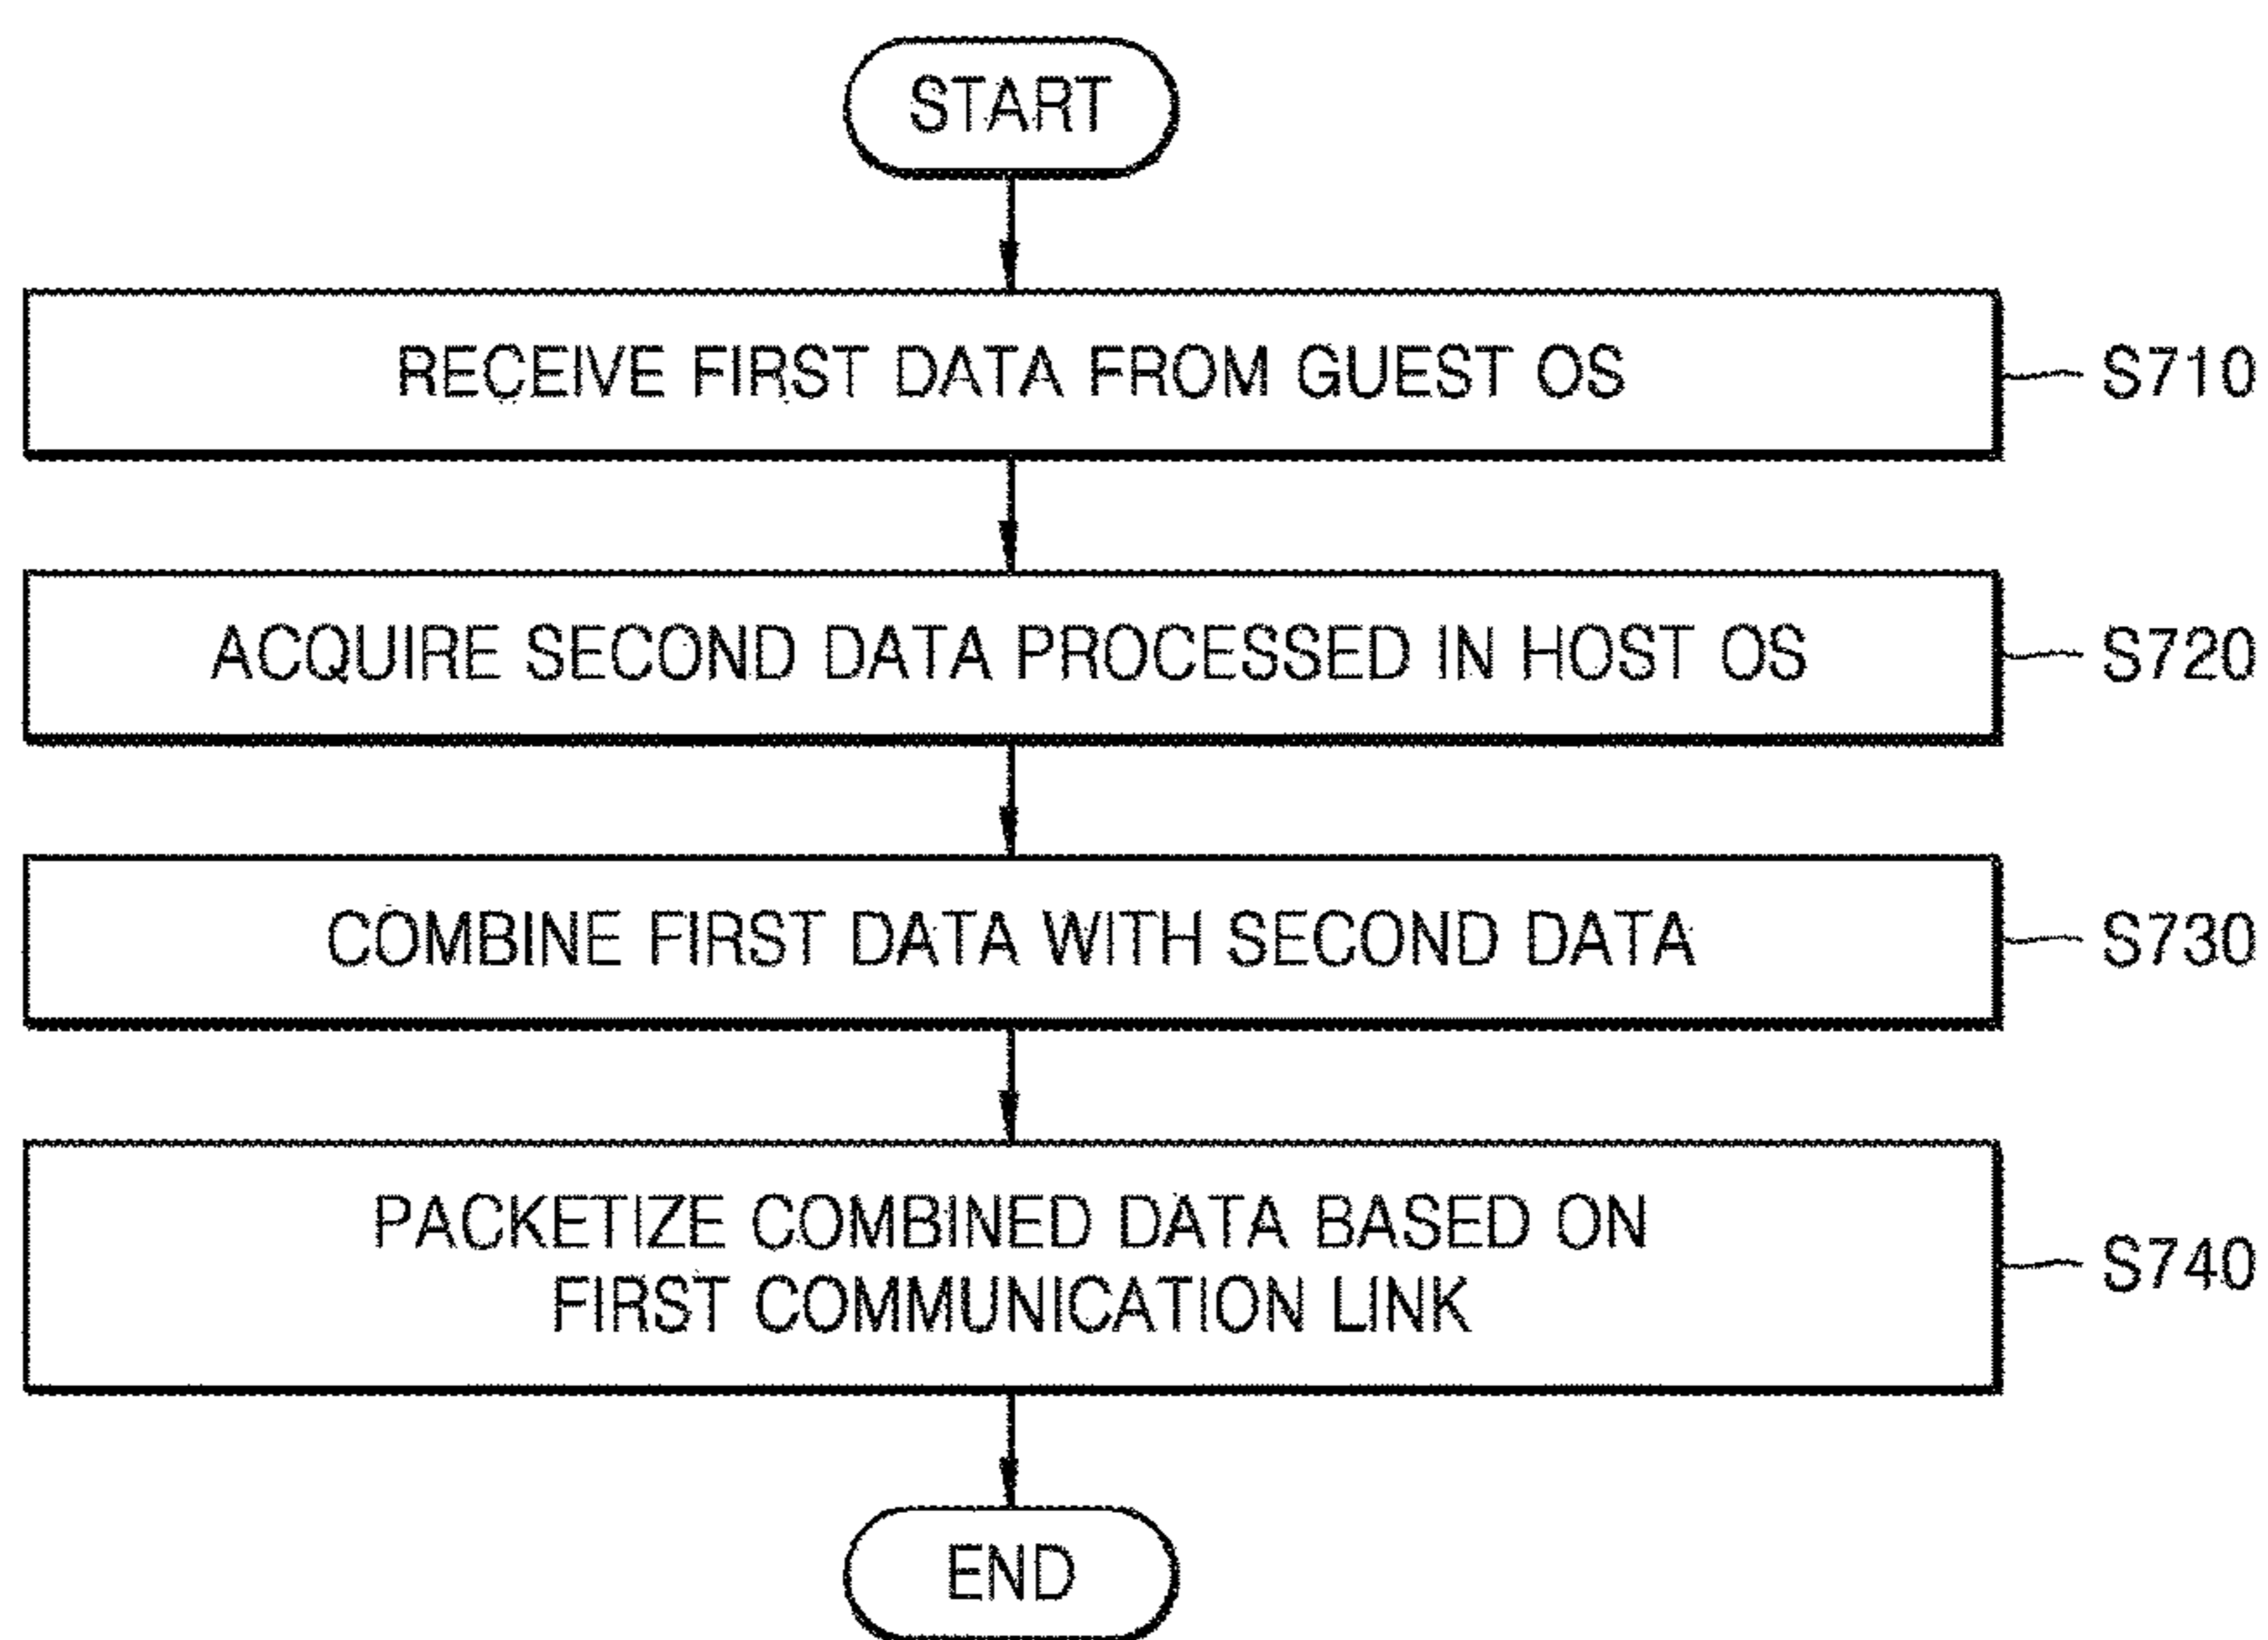 START
RECEIVE FIRST DATA FROM GUEST OS
S710
ACQUIRE SECOND DATA PROCESSED IN HOST OS
S720
COMBINE FIRST DATA WITH SECOND DATA
S730
PACKETIZE COMBINED DATA BASED ON
FIRST COMMUNICATION LINK
S740
END